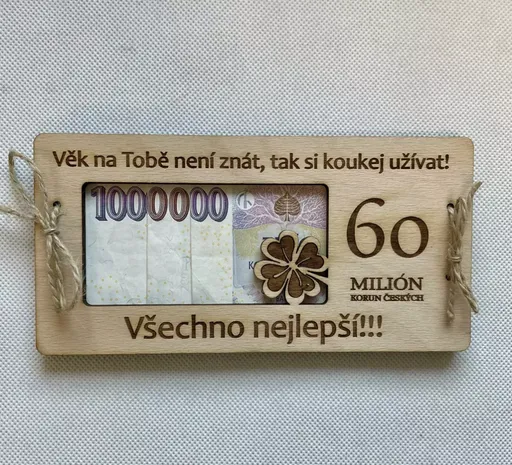 Věk na Tobě není znát, tak si koukej užívat!
1000000
60
MILIÓN
KORUN ČESKÝCH
Všechno nejlepší!!!